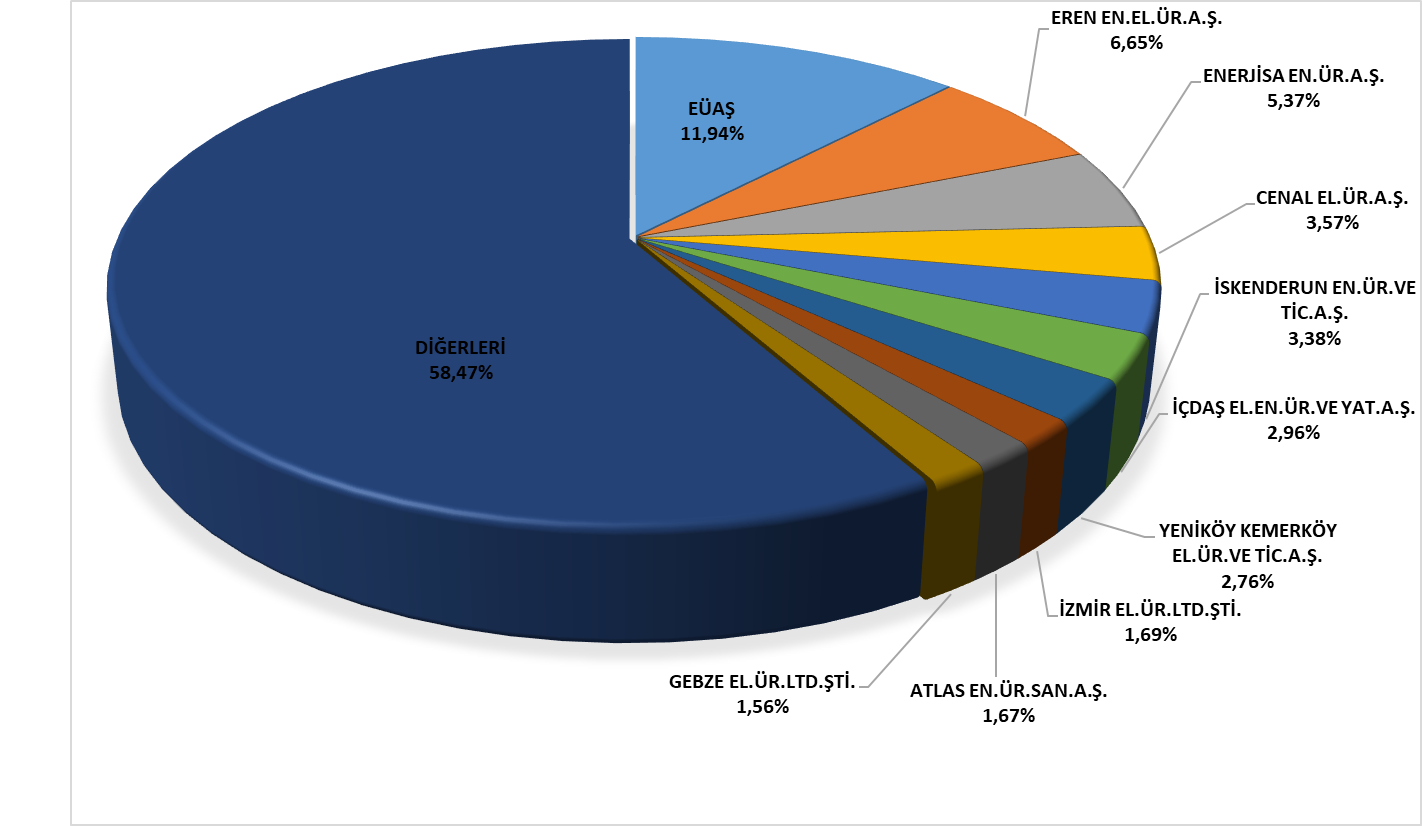 EREN EN.EL.ÜR.A.Ş.
6,65%
ENERJİSA EN.ÜR.A.Ş.
5,37%
EÜAŞ
11,94%
CENAL EL.ÜR.A.Ş.
3,57%
İSKENDERUN EN.ÜR.VE
TİC.A.Ş.
3,38%
DİĞERLERİ
58,47%
İÇDAŞ EL.EN.ÜR.VE YAT.A.Ş.
2,96%
YENİKÖY KEMERKÖY
EL.ÜR.VE TİC.A.Ş.
2,76%
İZMİR EL.ÜR.LTD.ŞTİ.
1,69%
GEBZE EL.ÜR.LTD.ŞTİ.
1,56%
ATLAS EN.ÜR.SAN.A.Ş.
1,67%